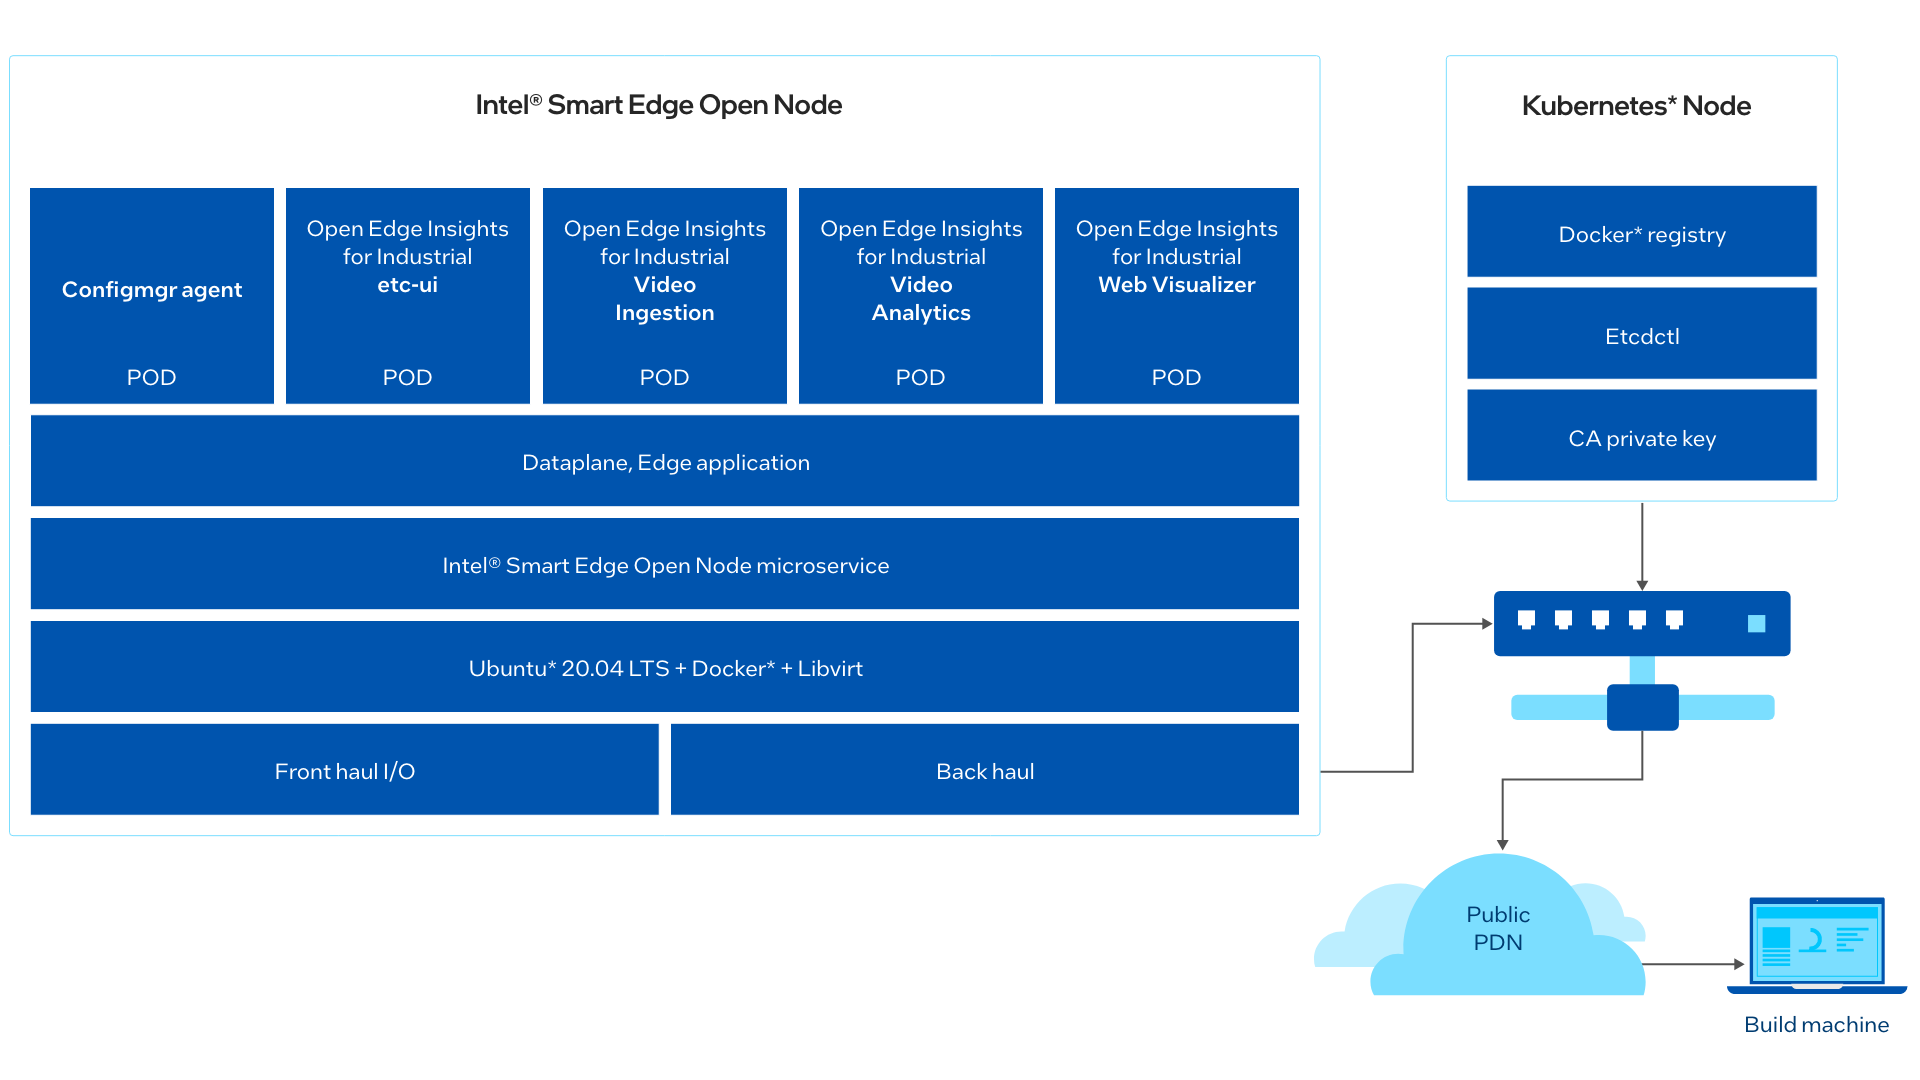 Intel® Smart Edge Open Node
Configmgr agent
POD
Open Edge Insights
for Industrial
etc-ui
POD
Open Edge Insights
for Industrial
Video
Ingestion
POD
Open Edge Insights
for Industrial
Video
Analytics
POD
Open Edge Insights
for Industrial
Web Visualizer
POD
Dataplane, Edge application
Intel® Smart Edge Open Node microservice
Ubuntu* 20.04 LTS + Docker* + Libvirt
Front haul I/O
Back haul
Kubernetes* Node
Docker* registry
Etcdctl
CA private key
Public
PDN
Build machine